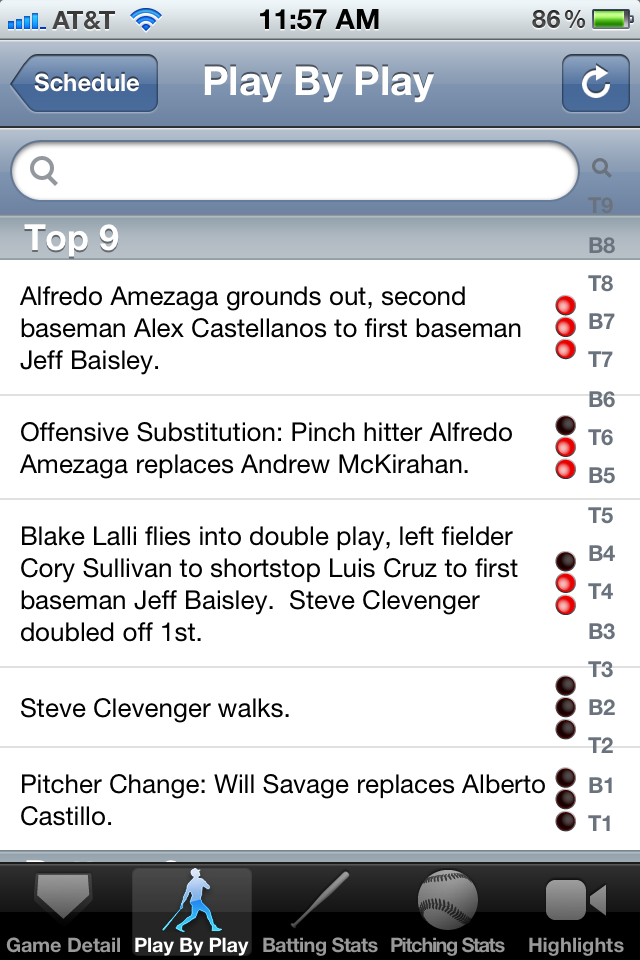 AT&T 11:57 AM 86%
Schedule Play By Play
Top 9
Alfredo Amezaga grounds out, second
baseman Alex Castellanos to first baseman
Jeff Baisley.
Offensive Substitution: Pinch hitter Alfredo
Amezaga replaces Andrew McKirahan.
Blake Lalli flies into double play, left fielder
Cory Sullivan to shortstop Luis Cruz to first
baseman Jeff Baisley.  Steve Clevenger
doubled off 1st.
Steve Clevenger walks.
Pitcher Change: Will Savage replaces Alberto
Castillo.
T9
B8
T8
B7
T7
B6
T6
B5
T5
B4
T4
B3
T3
B2
T2
B1
T1
Game Detail Play By Play Batting Stats Pitching Stats Highlights